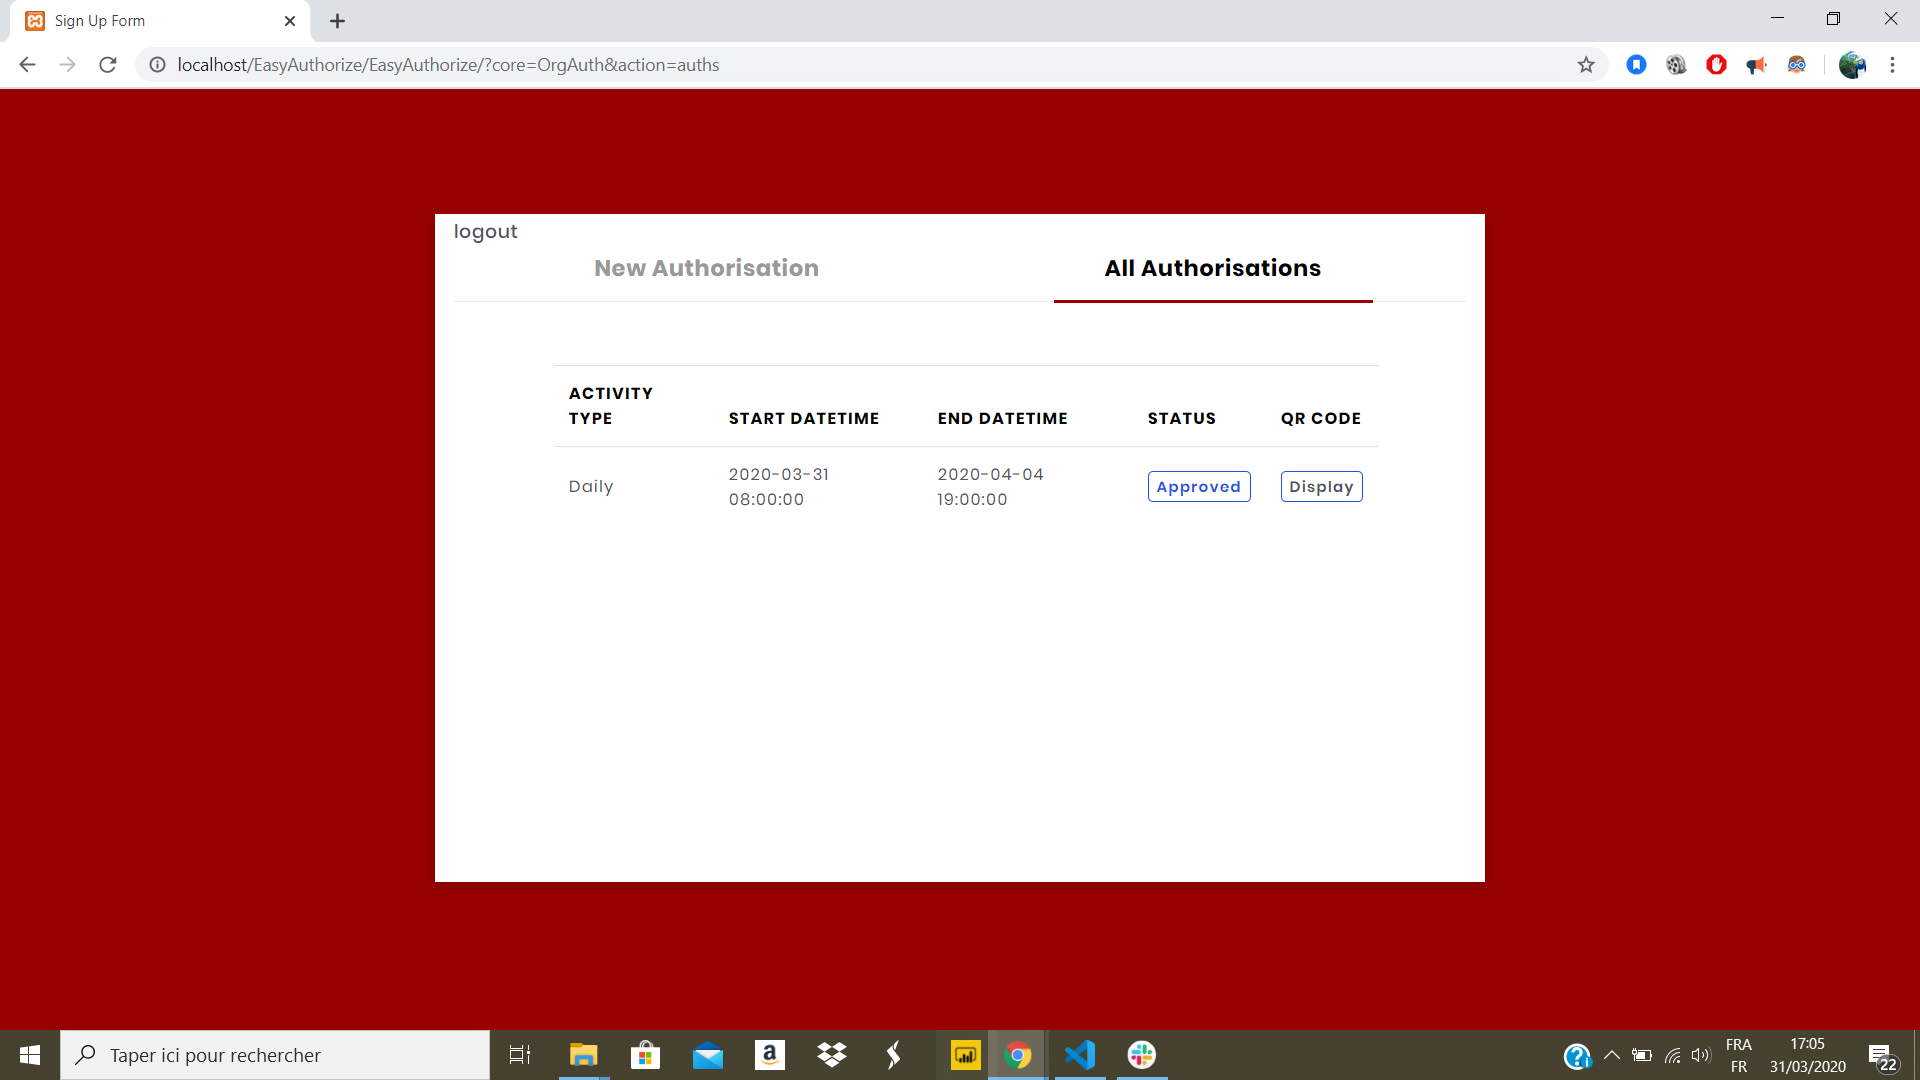 Sign Up Form
localhost/EasyAuthorize/EasyAuthorize/?core=OrgAuth&action=auths
logout
New Authorisation
All Authorisations
ACTIVITY
TYPE
START DATETIME
END DATETIME
STATUS
QR CODE
Daily
2020-03-31
08:00:00
2020-04-04
19:00:00
Approved
Display
Taper ici pour rechercher
FRA
FR
17:05
31/03/2020
22